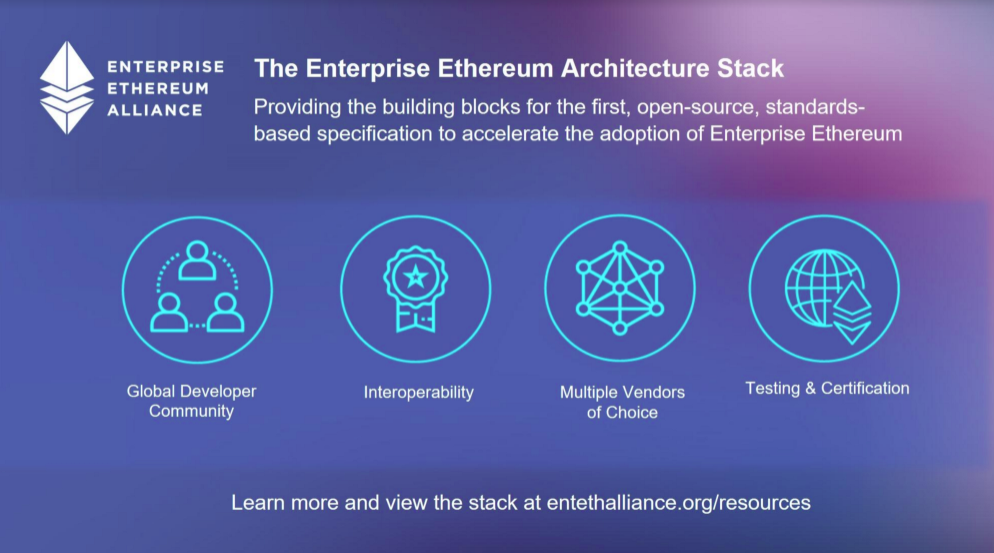 ENTERPRISE
ETHEREUM
ALLIANCE
The Enterprise Ethereum Architecture Stack
Providing the building blocks for the first, open-source, standards-
based specification to accelerate the adoption of Enterprise Ethereum
Global Developer
Community
Interoperability
Multiple Vendors
of Choice
Testing & Certification
Learn more and view the stack at entethalliance.org/resources